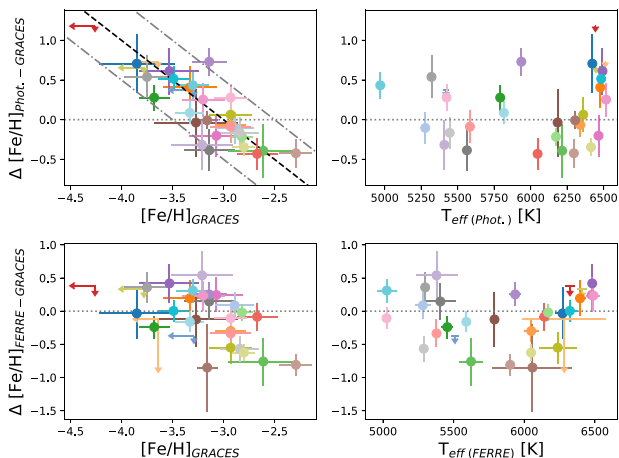 Δ [Fe/H]Phot. − GRACES
1.0
0.5
0.0
−0.5
−4.5 −4.0 −3.5 −3.0 −2.5
[Fe/H]GRACES
1.0
0.5
0.0
−0.5
5000 5250 5500 5750 6000 6250 6500
Teff (Phot.) [K]
Δ [Fe/H]FERRE − GRACES
1.0
0.5
0.0
−0.5
−1.0
−1.5
−4.5 −4.0 −3.5 −3.0 −2.5
[Fe/H]GRACES
1.0
0.5
0.0
−0.5
−1.0
−1.5
5000 5500 6000 6500
Teff (FERRE) [K]